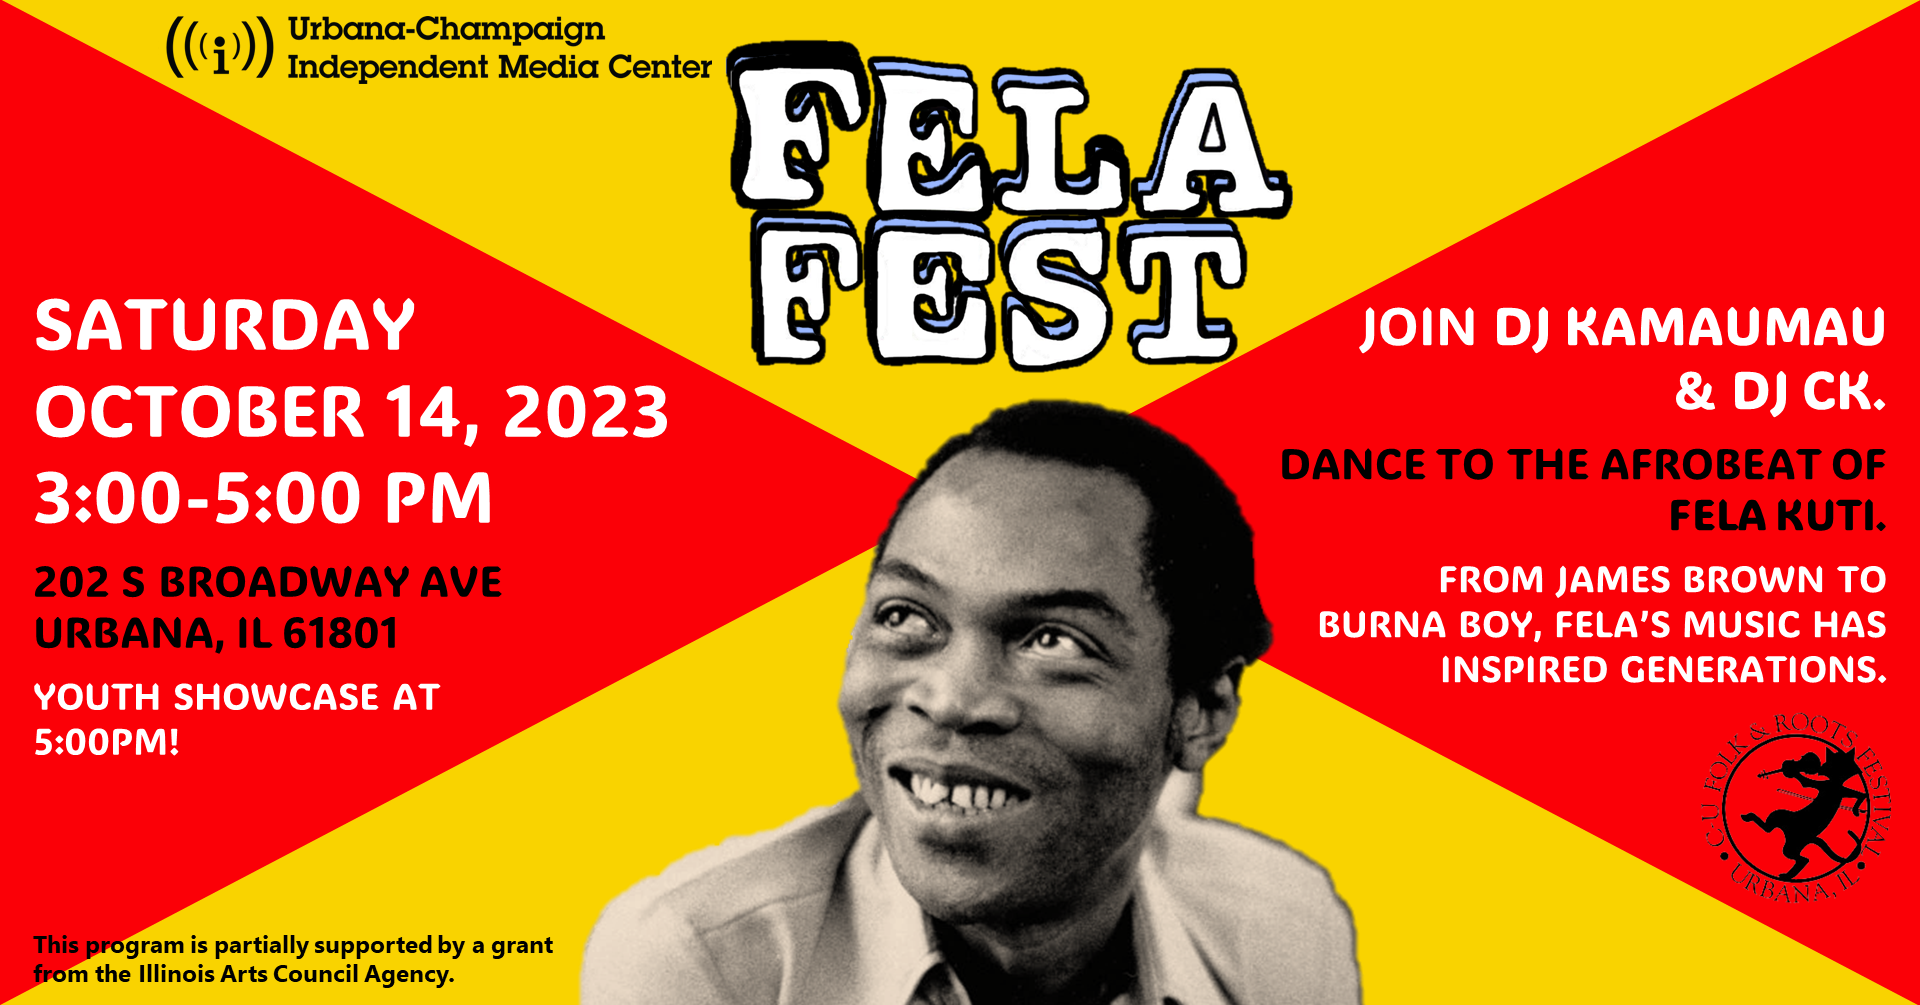 (((i)))
Urbana-Champaign
Independent Media Center
FELA
FEST
SATURDAY
OCTOBER 14, 2023
3:00-5:00 PM
202 S BROADWAY AVE
URBANA, IL 61801
YOUTH SHOWCASE AT
5:00PM!
JOIN DJ KAMAUMAU
& DJ CK.
DANCE TO THE AFROBEAT OF
FELA KUTI.
FROM JAMES BROWN TO
BURNA BOY, FELA'S MUSIC HAS
INSPIRED GENERATIONS.
C-U FOLK & ROOTS FESTIVAL
• URBANA, IL •
This program is partially supported by a grant
from the Illinois Arts Council Agency.